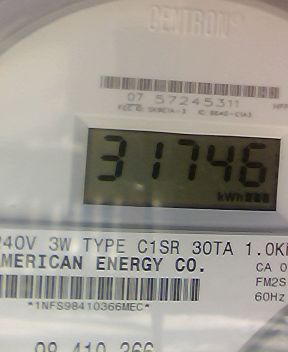 CENTRON®
07 57245311
31746
kWh
240V 3W TYPE C1SR 30TA 1.0K
AMERICAN ENERGY CO.
CA 0
FM2S
60Hz
*1NFS98410366MEC*
98 410 366